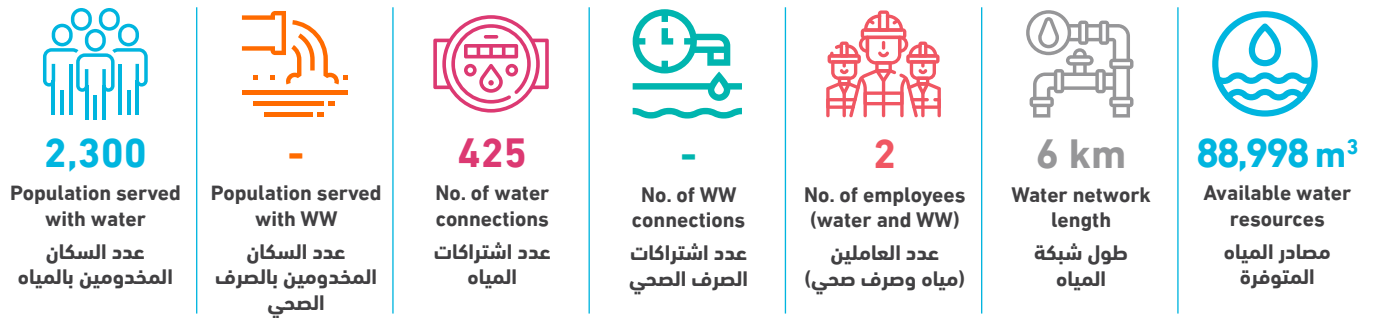 2,300
Population served
with water
عدد السكان
المخدومين بالمياه
-
Population served
with WW
عدد السكان
المخدومين بالصرف
الصحي
425
No. of water
connections
عدد اشتراكات
المياه
-
No. of WW
connections
عدد اشتراكات
الصرف الصحي
2
No. of employees
(water and WW)
عدد العاملين
(مياه وصرف صحي)
6 km
Water network
length
طول شبكة
المياه
88,998 m³
Available water
resources
مصادر المياه
المتوفرة